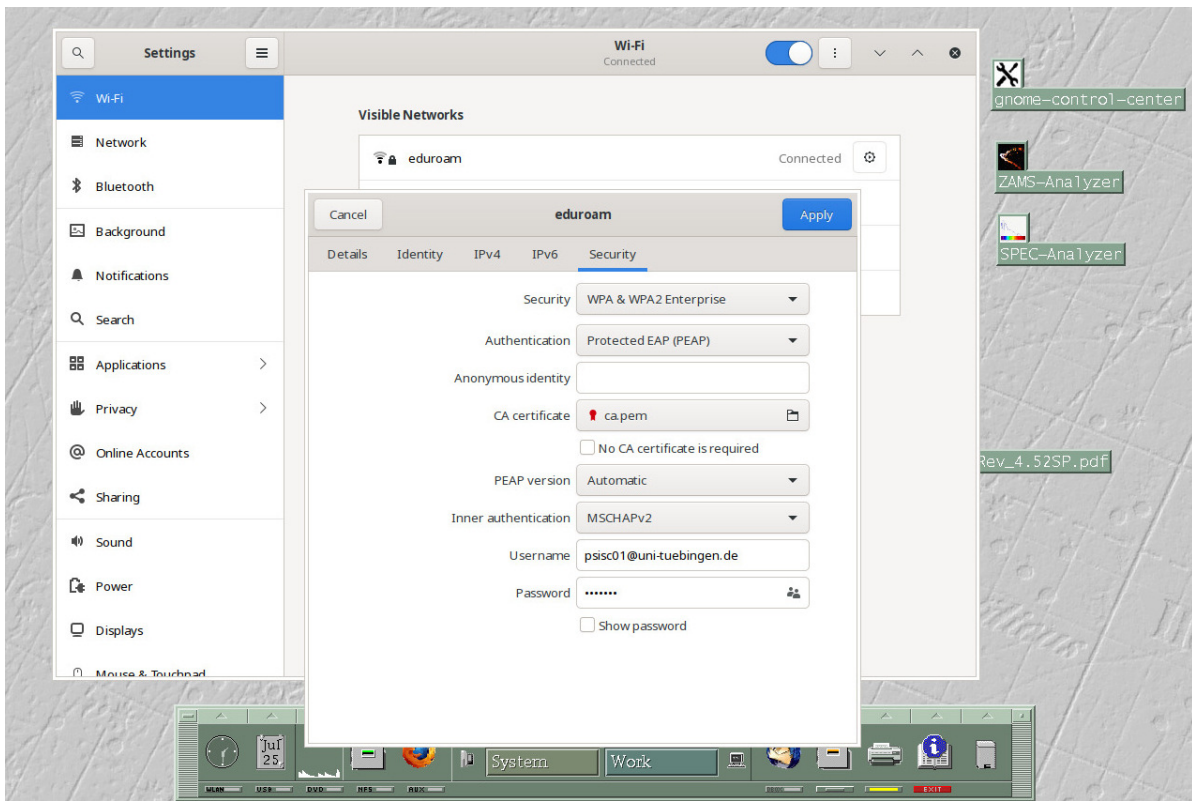 Settings
Wi-Fi
Connected
Wi-Fi
Network
Bluetooth
Background
Notifications
Search
Applications
Privacy
Online Accounts
Sharing
Sound
Power
Displays
Mouse & Touchpad
Visible Networks
eduroam Connected
Cancel eduroam Apply
Details Identity IPv4 IPv6 Security
Security WPA & WPA2 Enterprise
Authentication Protected EAP (PEAP)
Anonymous identity
CA certificate ca.pem
No CA certificate is required
PEAP version Automatic
Inner authentication MSCHAPv2
Username psisc01@uni-tuebingen.de
Password •••••••
Show password
gnome-control-center
ZAMS-Analyzer
SPEC-Analyzer
Rev_4.52SP.pdf
Jul
25
System Work
WLAN USB DVD NFS AUX EXIT